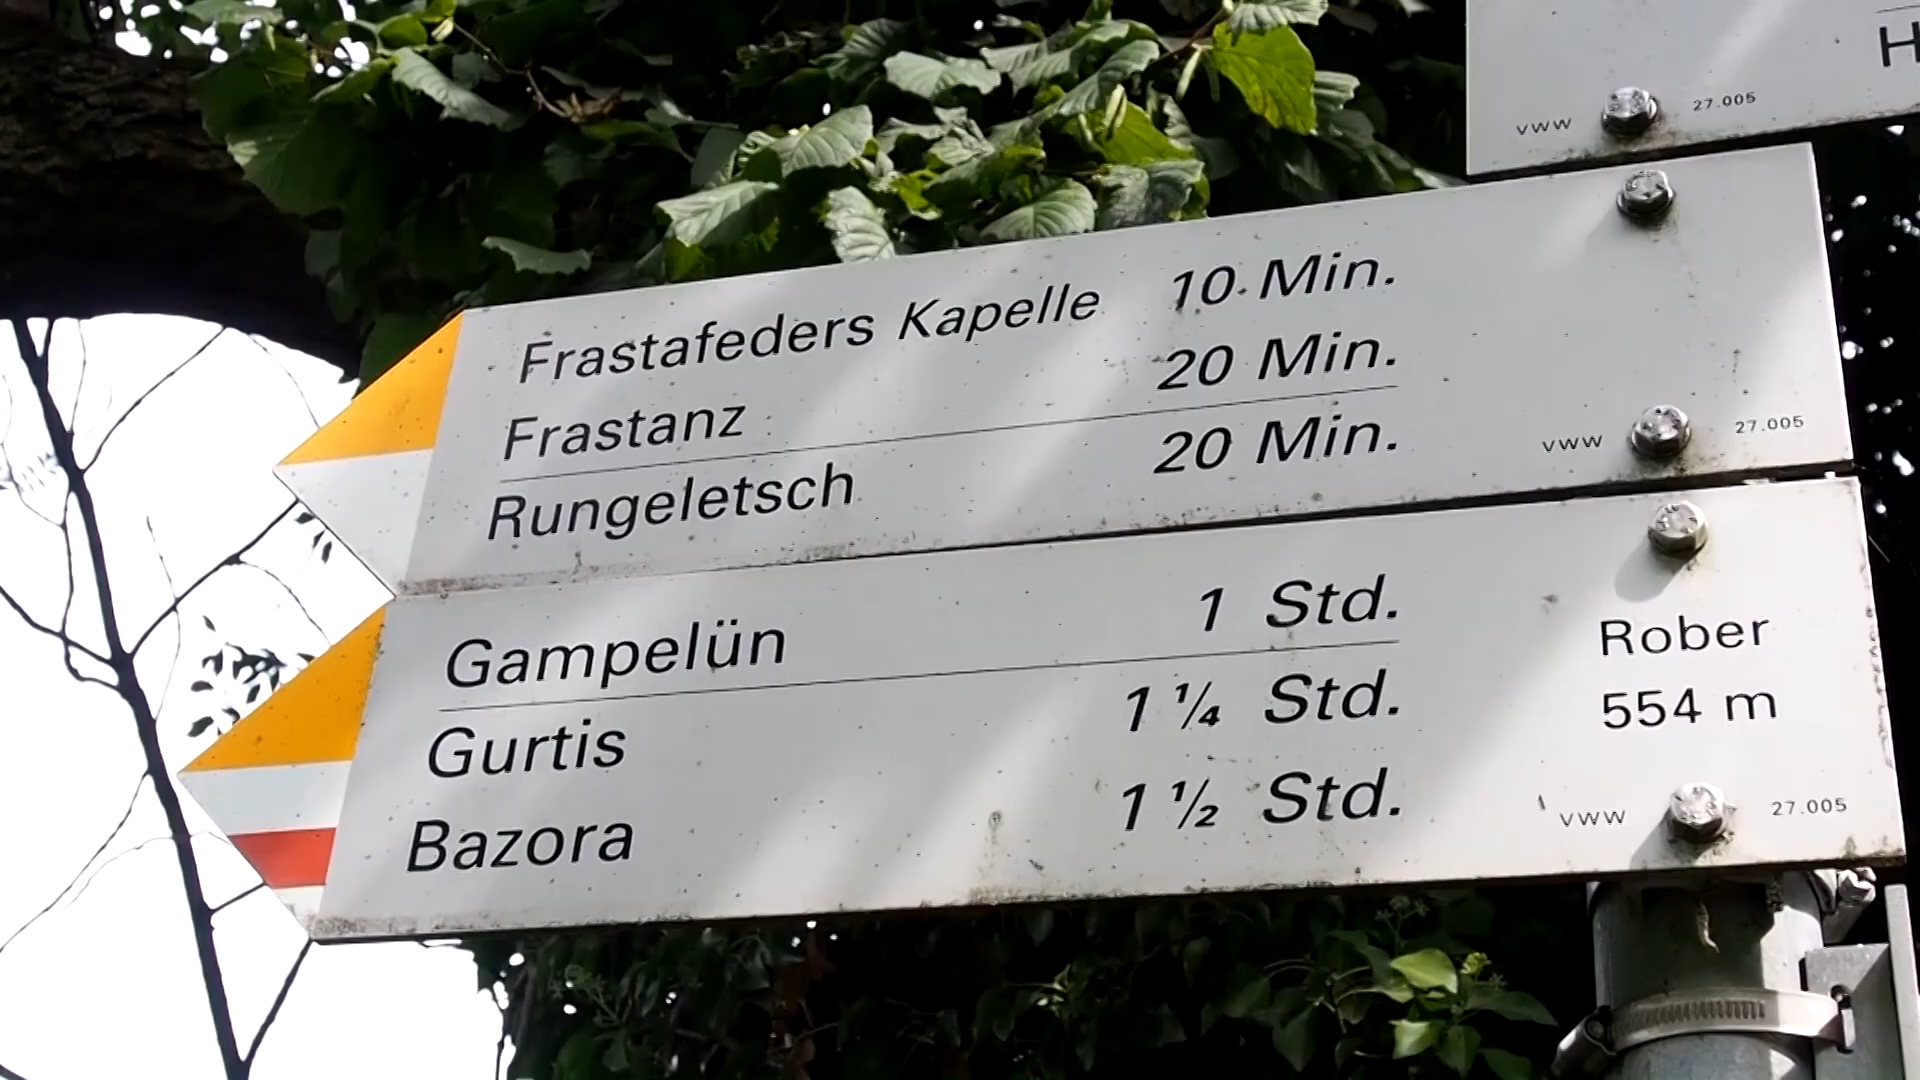 H
vww 27.005
Frastafeders Kapelle 10 Min.
Frastanz 20 Min.
Rungeletsch 20 Min.
vww 27.005
Gampelün 1 Std.
Gurtis 1 ¼ Std.
Bazora 1 ½ Std.
Rober
554 m
vww 27.005